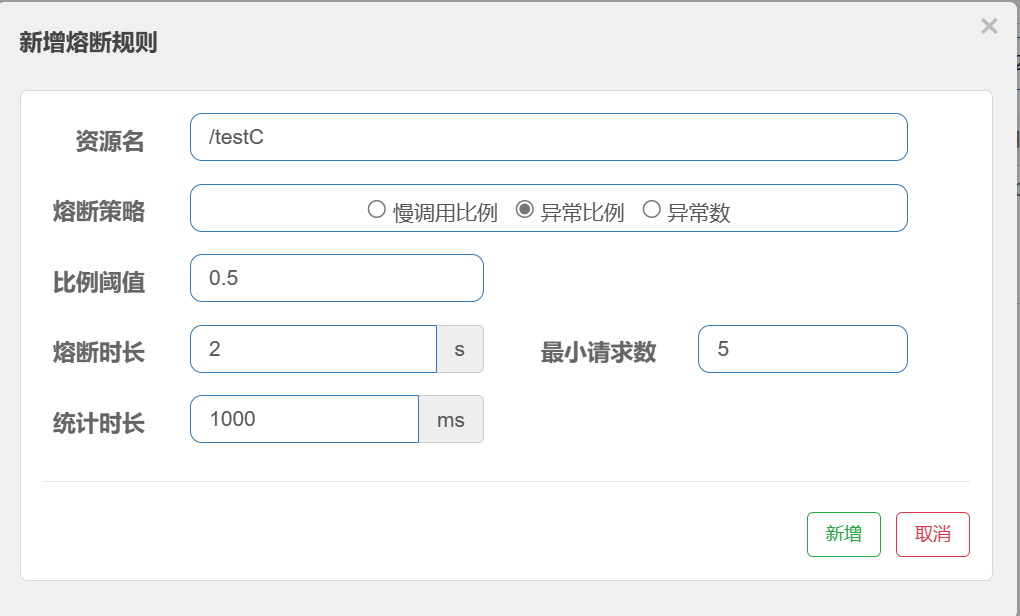 新增熔断规则
×
资源名 /testC
熔断策略 慢调用比例 异常比例 异常数
比例阈值 0.5
熔断时长 2 s 最小请求数 5
统计时长 1000 ms
新增 取消